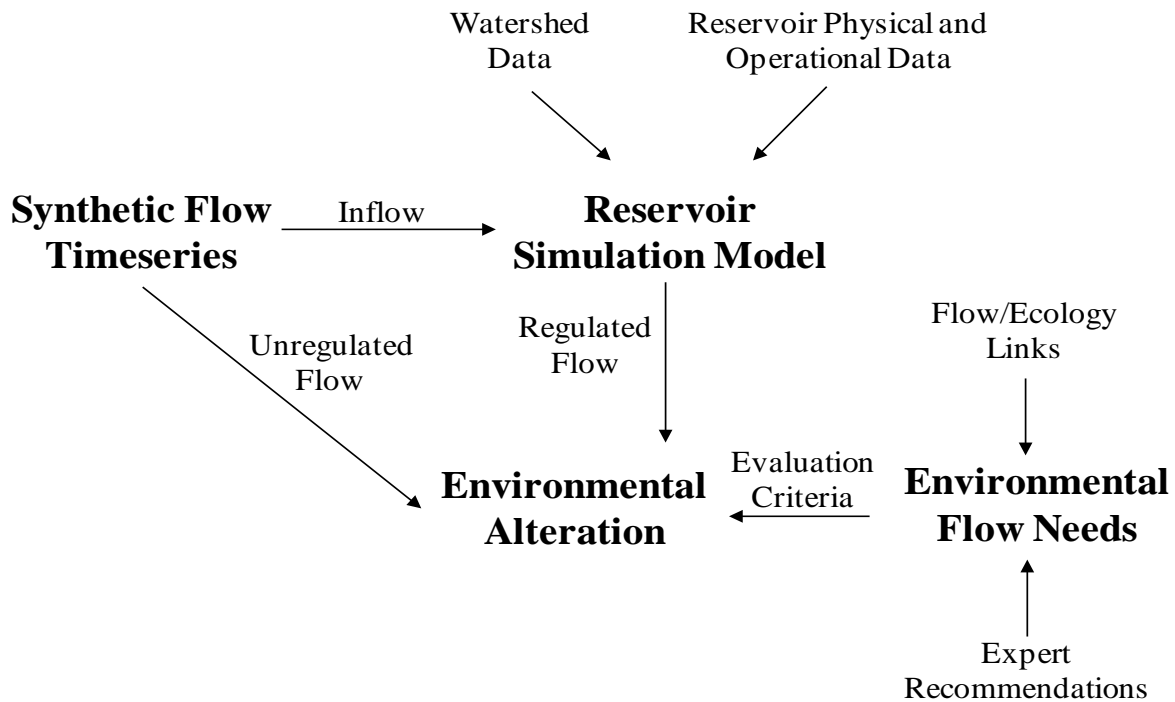 Watershed
Data
Reservoir Physical and
Operational Data
Synthetic Flow
Timeseries
Inflow
Reservoir
Simulation Model
Unregulated
Flow
Regulated
Flow
Flow/Ecology
Links
Environmental
Alteration
Evaluation
Criteria
Environmental
Flow Needs
Expert
Recommendations